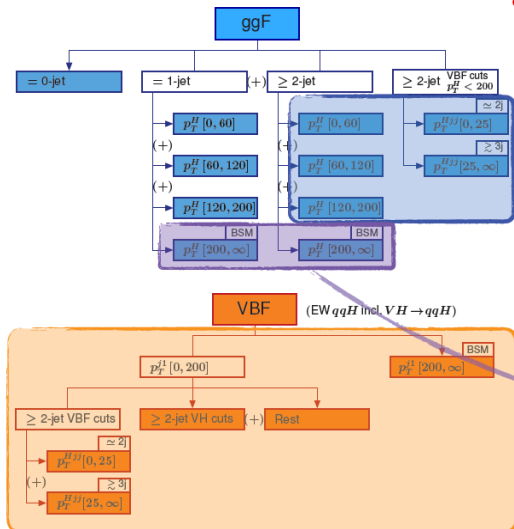 ggF
= 0-jet
= 1-jet
(+)
≥ 2-jet
≥ 2-jet VBF cuts p_T^H < 200
p_T^H [0, 60]
p_T^H [0, 60]
≃ 2j
p_T^{Hjj} [0, 25]
(+)
(+)
≳ 3j
p_T^H [60, 120]
p_T^H [60, 120]
p_T^{Hjj} [25, ∞]
(+)
(+)
p_T^H [120, 200]
p_T^H [120, 200]
BSM
BSM
p_T^H [200, ∞]
p_T^H [200, ∞]
VBF
(EW qqH incl. VH → qqH)
BSM
p_T^{j1} [0, 200]
p_T^{j1} [200, ∞]
≥ 2-jet VBF cuts
≥ 2-jet VH cuts
(+)
Rest
≃ 2j
p_T^{Hjj} [0, 25]
(+)
≳ 3j
p_T^{Hjj} [25, ∞]